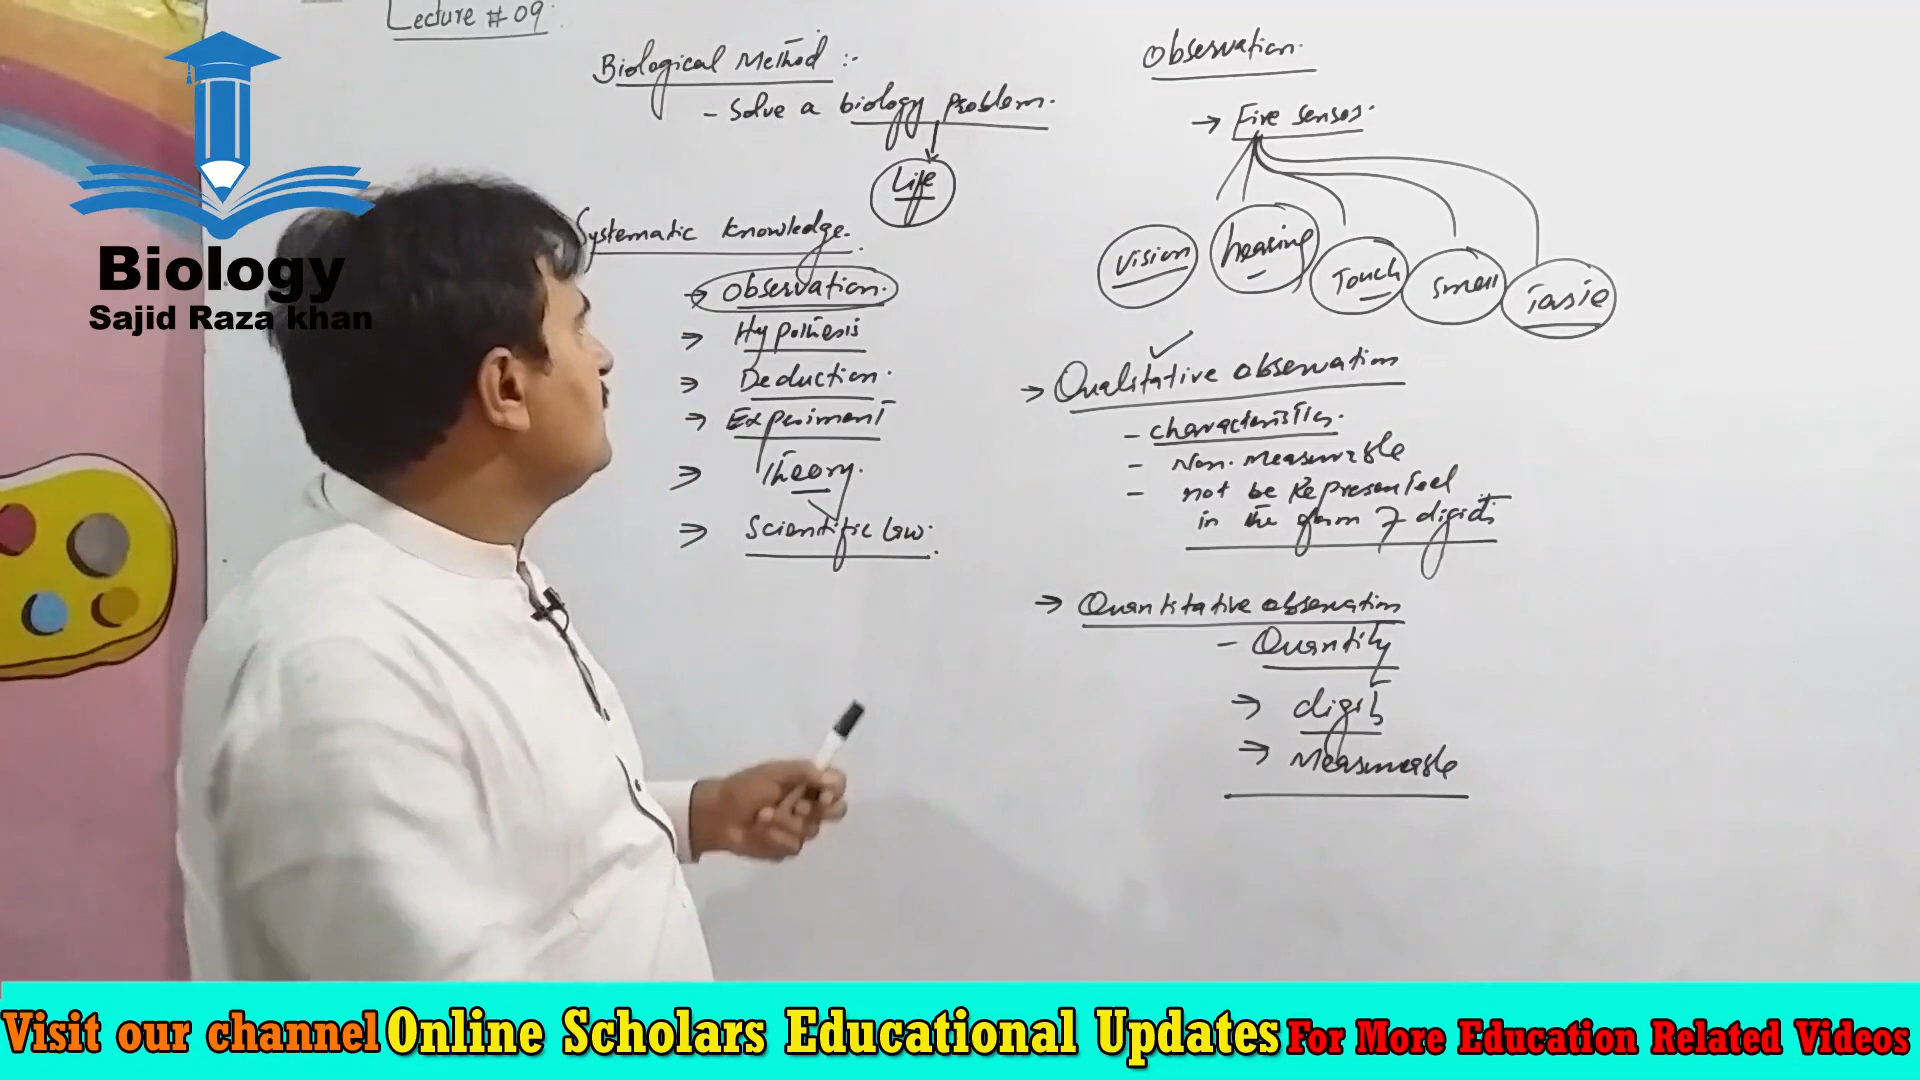 Lecture # 09.
Biological Method :-
- Solve a biology Problem.
Life
Systematic knowledge.
→ Observation.
⇒ Hypothesis
⇒ Deduction.
→ Experiment
⇒ Theory.
⇒ Scientific Law.
Observation.
→ Five senses.
vision hearing Touch Smell Taste
→ Qualitative observation
- characteristics.
- Non. Measurable
- not be Represented
in the form of digits
→ Quantitative observation
- Quantity
→ digits
→ Measurable
Biology
Sajid Raza khan
Visit our channel Online Scholars Educational Updates For More Education Related Videos